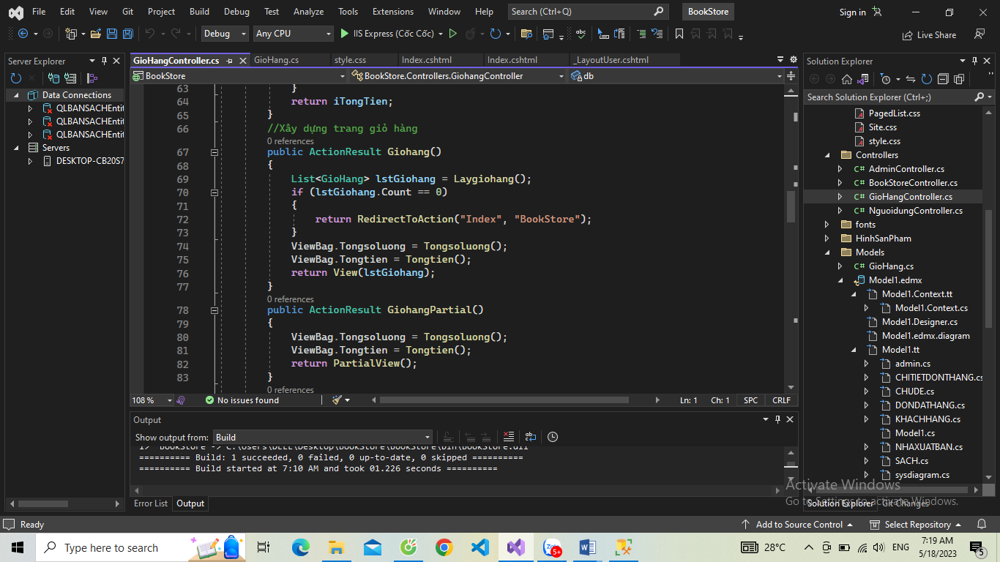 File Edit View Git Project Build Debug Test Analyze Tools Extensions Window Help Search (Ctrl+Q) BookStore Sign in
Debug Any CPU IIS Express (Cốc Cốc) Live Share
Server Explorer
Data Connections
QLBANSACHEntit
QLBANSACHEntit
QLBANSACHEntit
Servers
DESKTOP-CB20S7
GioHangController.cs GioHang.cs style.css Index.cshtml Index.cshtml _LayoutUser.cshtml
BookStore BookStore.Controllers.GiohangController db
63 }
64 return iTongTien;
65 }
66 //Xây dựng trang giỏ hàng
0 references
67 public ActionResult Giohang()
68 {
69 List<GioHang> lstGiohang = Laygiohang();
70 if (lstGiohang.Count == 0)
71 {
72 return RedirectToAction("Index", "BookStore");
73 }
74 ViewBag.Tongsoluong = Tongsoluong();
75 ViewBag.Tongtien = Tongtien();
76 return View(lstGiohang);
77 }
0 references
78 public ActionResult GiohangPartial()
79 {
80 ViewBag.Tongsoluong = Tongsoluong();
81 ViewBag.Tongtien = Tongtien();
82 return PartialView();
83 }
0 references
108 % No issues found Ln: 1 Ch: 1 SPC CRLF
Output
Show output from: Build
1> BookStore -> C:\Users\DELL\Desktop\BookStore\BookStore\bin\BookStore.dll
========== Build: 1 succeeded, 0 failed, 0 up-to-date, 0 skipped ==========
========== Build started at 7:10 AM and took 01.226 seconds ==========
Error List Output
Solution Explorer
Search Solution Explorer (Ctrl+;)
PagedList.css
Site.css
style.css
Controllers
C# AdminController.cs
C# BookStoreController.cs
C# GioHangController.cs
C# NguoidungController.cs
fonts
HinhSanPham
Models
C# GioHang.cs
Model1.edmx
Model1.Context.tt
Model1.Context.cs
Model1.Designer.cs
Model1.edmx.diagram
Model1.tt
admin.cs
CHITIETDONTHANG.cs
CHUDE.cs
DONDATHANG.cs
KHACHHANG.cs
Model1.cs
NHAXUATBAN.cs
SACH.cs
sysdiagram.cs
Activate Windows
Go to Settings to activate Windows.
Solution Explorer Git Changes
Ready Add to Source Control Select Repository
Type here to search 5+ 28°C ENG 7:19 AM
5/18/2023 5